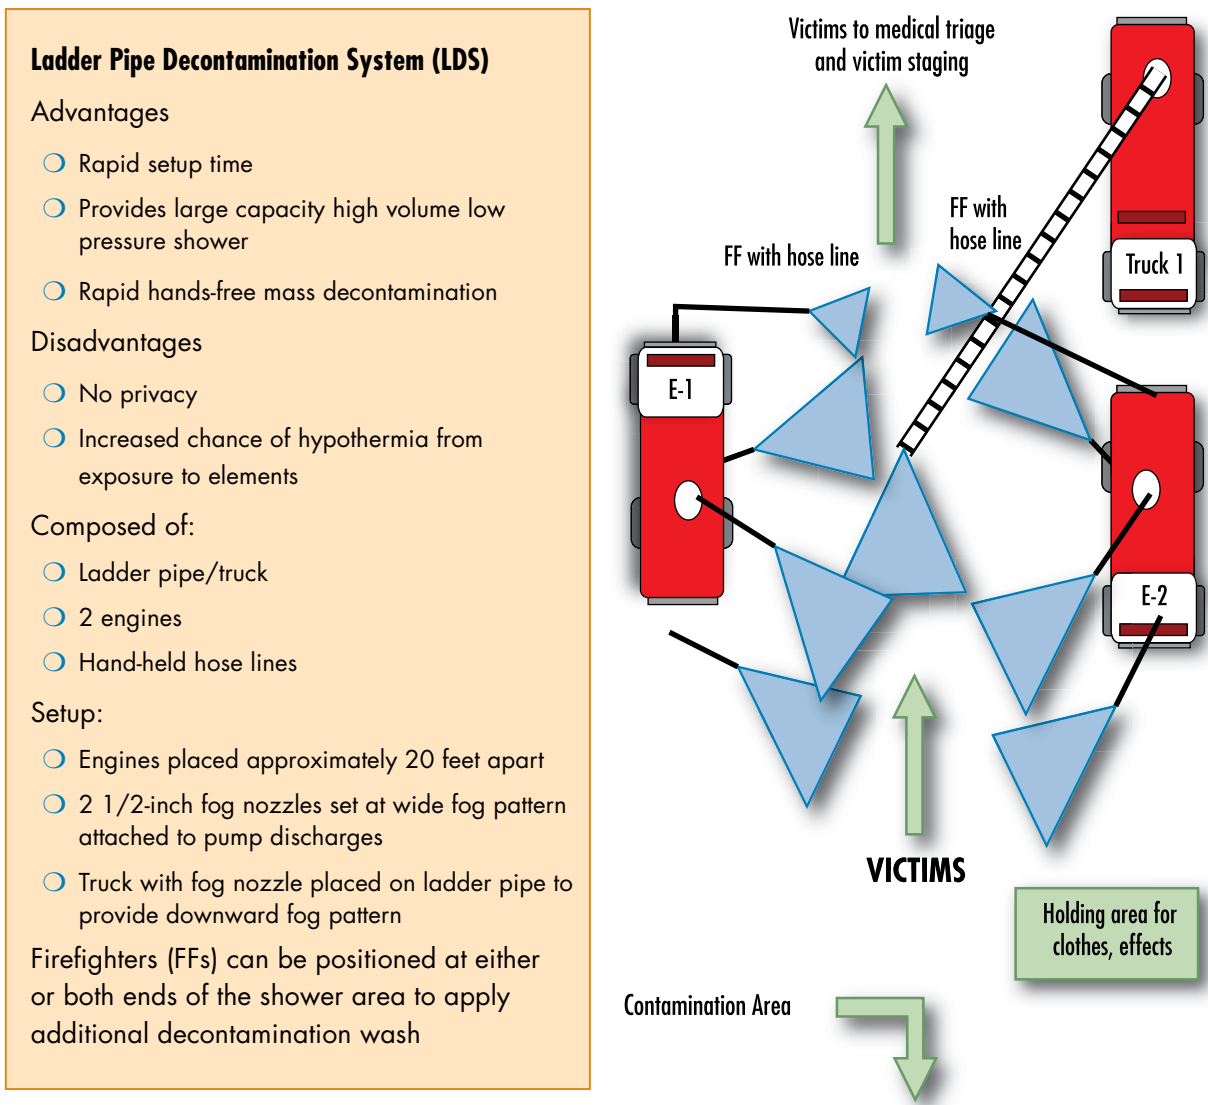 Ladder Pipe Decontamination System (LDS)
Advantages
Rapid setup time
Provides large capacity high volume low
pressure shower
Rapid hands-free mass decontamination
Disadvantages
No privacy
Increased chance of hypothermia from
exposure to elements
Composed of:
Ladder pipe/truck
2 engines
Hand-held hose lines
Setup:
Engines placed approximately 20 feet apart
2 1/2-inch fog nozzles set at wide fog pattern
attached to pump discharges
Truck with fog nozzle placed on ladder pipe to
provide downward fog pattern
Firefighters (FFs) can be positioned at either
or both ends of the shower area to apply
additional decontamination wash
Victims to medical triage
and victim staging
FF with
hose line
FF with hose line
Truck 1
E-1
E-2
VICTIMS
Holding area for
clothes, effects
Contamination Area